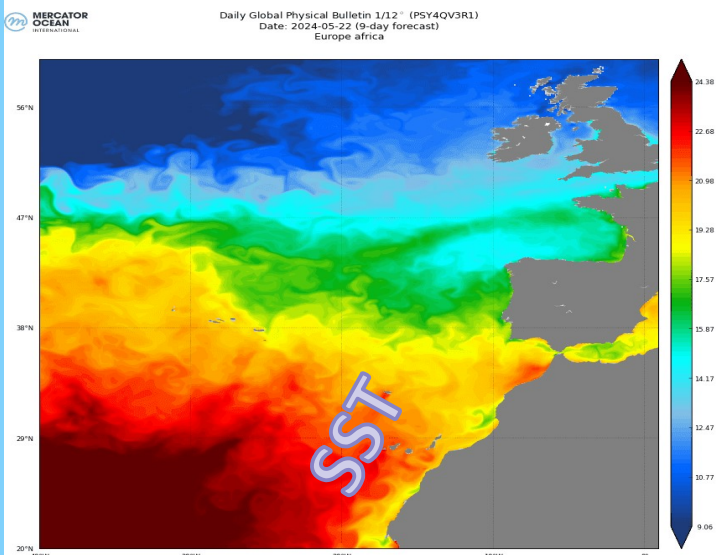 MERCATOR
OCEAN
INTERNATIONAL
Daily Global Physical Bulletin 1/12° (PSY4QV3R1)
Date: 2024-05-22 (9-day forecast)
Europe africa
56°N
47°N
38°N
29°N
20°N
SST
24.38
22.68
20.98
19.28
17.57
15.87
14.17
12.47
10.77
9.06